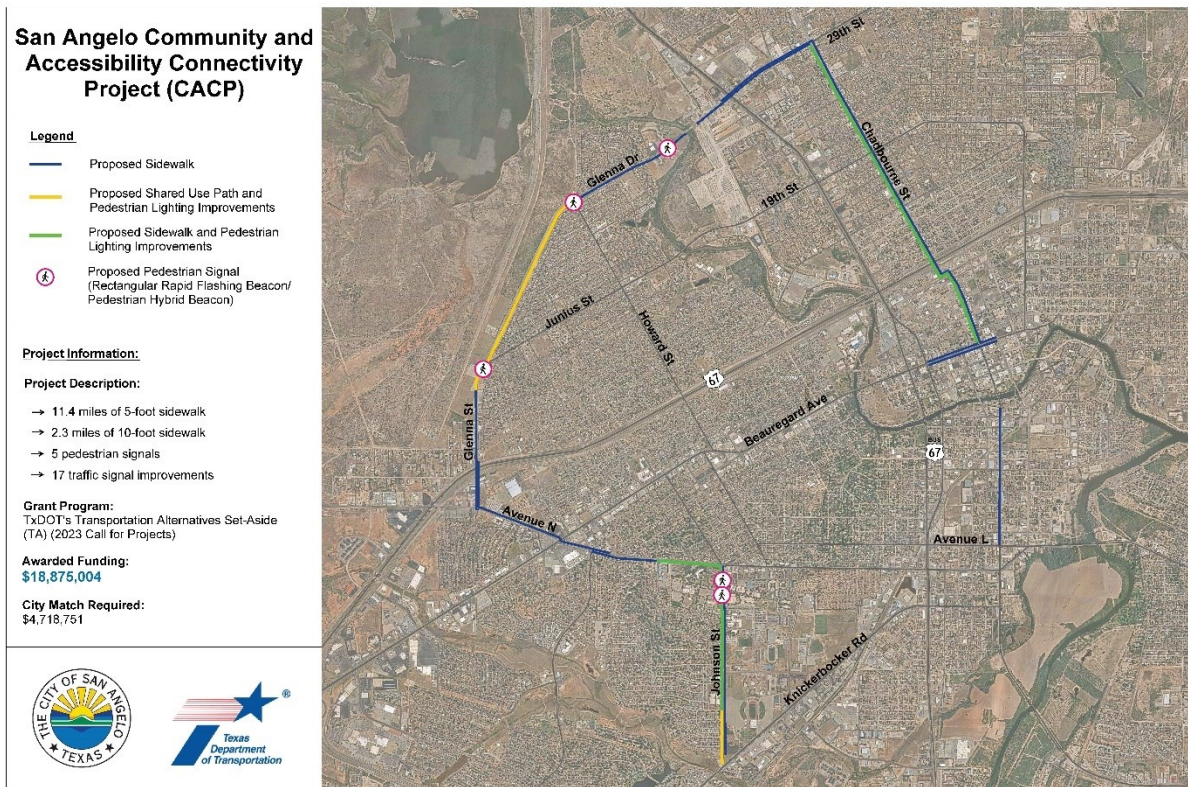 San Angelo Community and
Accessibility Connectivity
Project (CACP)
Legend
Proposed Sidewalk
Proposed Shared Use Path and
Pedestrian Lighting Improvements
Proposed Sidewalk and Pedestrian
Lighting Improvements
Proposed Pedestrian Signal
(Rectangular Rapid Flashing Beacon/
Pedestrian Hybrid Beacon)
Project Information:
Project Description:
→ 11.4 miles of 5-foot sidewalk
→ 2.3 miles of 10-foot sidewalk
→ 5 pedestrian signals
→ 17 traffic signal improvements
Grant Program:
TxDOT's Transportation Alternatives Set-Aside
(TA) (2023 Call for Projects)
Awarded Funding:
$18,875,004
City Match Required:
$4,718,751
THE CITY OF SAN ANGELO
TEXAS
®
Texas
Department
of Transportation
29th St
Glenna Dr
Chadbourne St
19th St
Junius St
Howard St
67
Beauregard Ave
Glenna St
BUS
67
Avenue N
Avenue L
Johnson St
Knickerbocker Rd